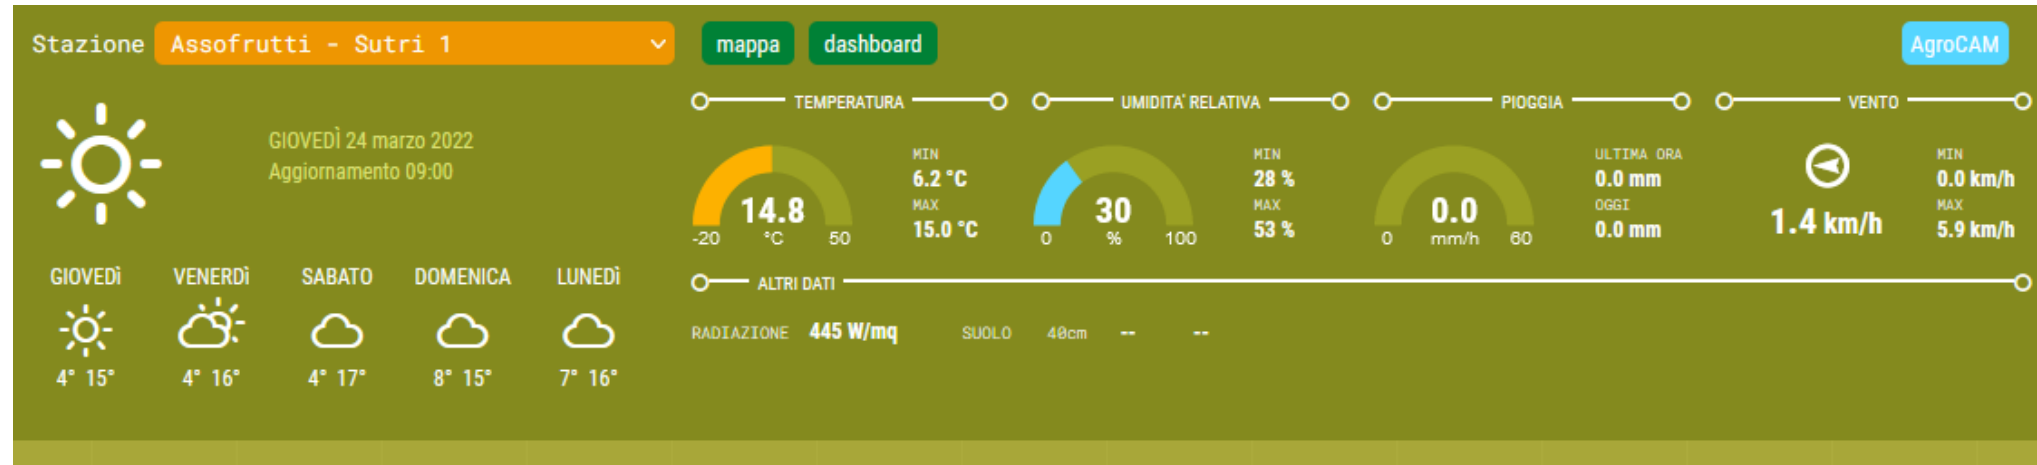 Stazione Assofrutti - Sutri 1 mappa dashboard AgroCAM
GIOVEDÌ 24 marzo 2022
Aggiornamento 09:00
GIOVEDÌ VENERDÌ SABATO DOMENICA LUNEDÌ
4° 15° 4° 16° 4° 17° 8° 15° 7° 16°
TEMPERATURA
14.8
°C
-20 50
MIN
6.2 °C
MAX
15.0 °C
UMIDITA' RELATIVA
30
%
0 100
MIN
28 %
MAX
53 %
PIOGGIA
0.0
mm/h
0 60
ULTIMA ORA
0.0 mm
OGGI
0.0 mm
VENTO
1.4 km/h
MIN
0.0 km/h
MAX
5.9 km/h
ALTRI DATI
RADIAZIONE 445 W/mq SUOLO 40cm -- --